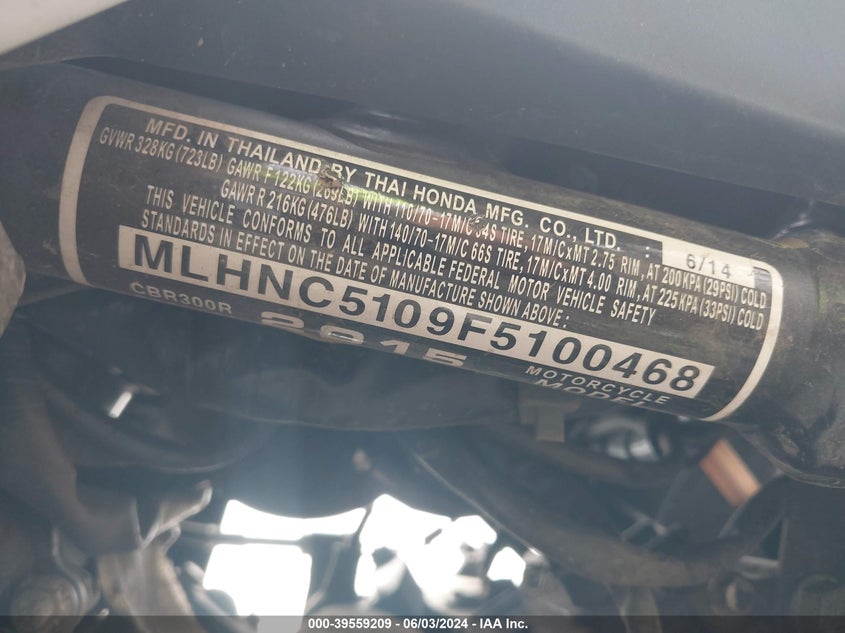 MFD. IN THAILAND BY THAI HONDA MFG. CO., LTD. : 6/14
GVWR 328KG (723LB) GAWR F 122KG (269LB) WITH 110/70-17M/C 54S TIRE, 17M/CxMT 2.75 RIM, AT 200KPA (29PSI) COLD
GAWR R 216KG (476LB) WITH 140/70-17M/C 66S TIRE, 17M/CxMT 4.00 RIM, AT 225KPA (33PSI) COLD
THIS VEHICLE CONFORMS TO ALL APPLICABLE FEDERAL MOTOR VEHICLE SAFETY
STANDARDS IN EFFECT ON THE DATE OF MANUFACTURE SHOWN ABOVE:
MLHNC5109F5100468
CBR300R MOTORCYCLE
2015 MODEL
000-39559209 - 06/03/2024 - IAA Inc.